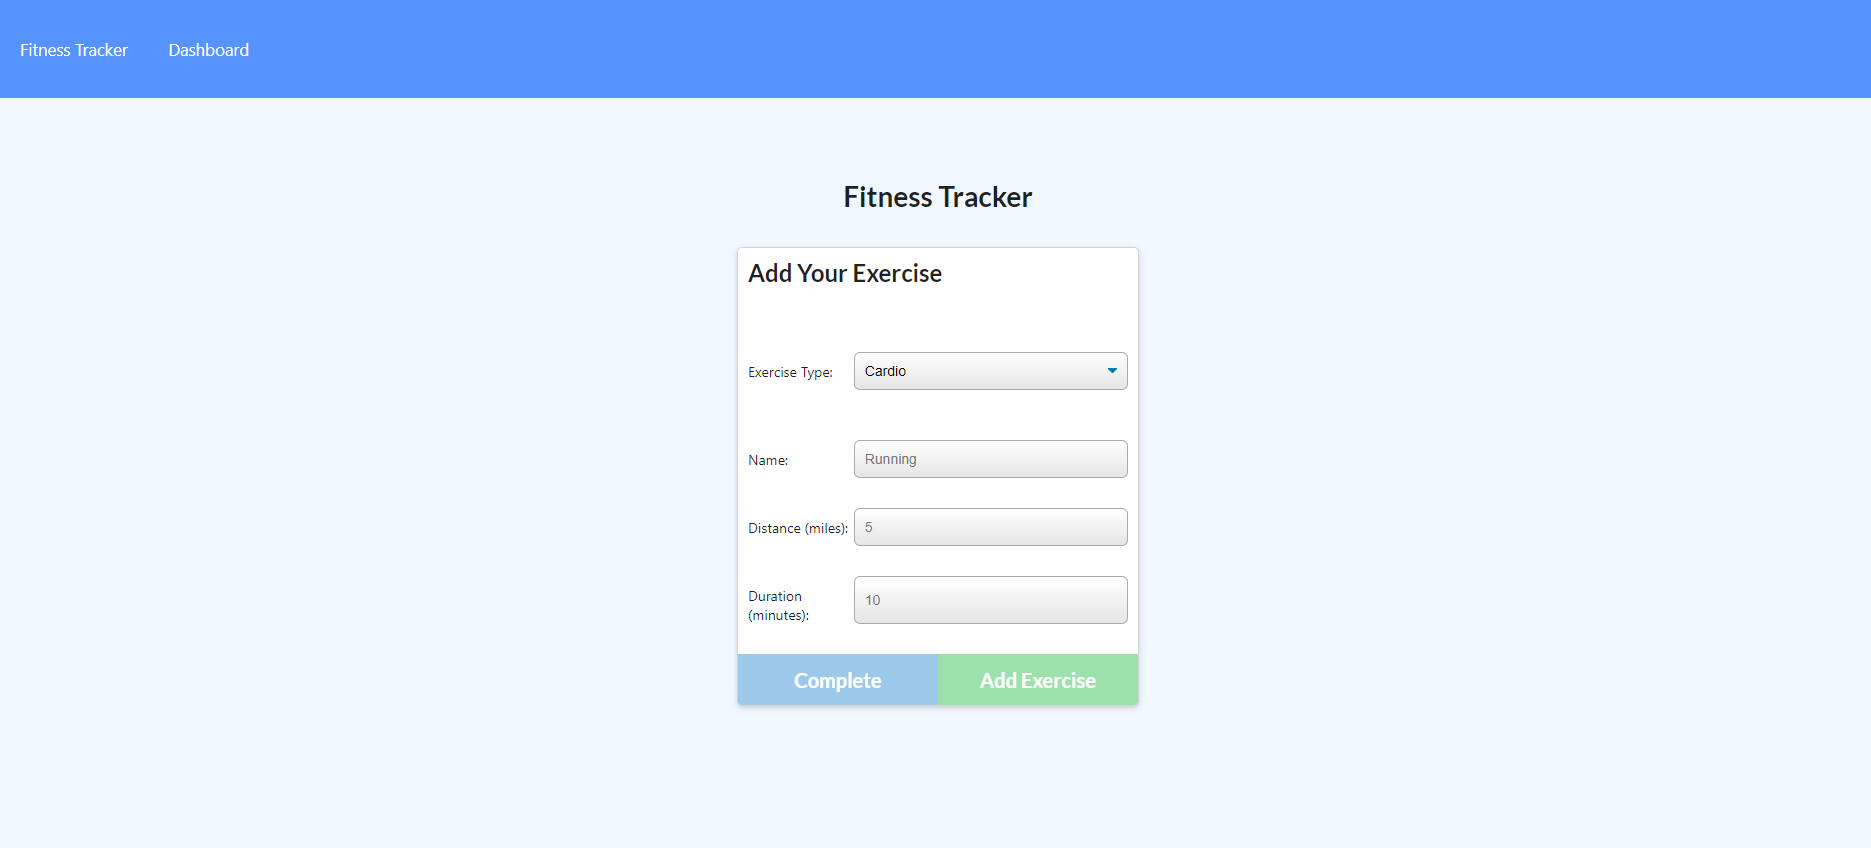 Fitness Tracker Dashboard
Fitness Tracker
Add Your Exercise
Exercise Type: Cardio
Name: Running
Distance (miles): 5
Duration
(minutes): 10
Complete Add Exercise